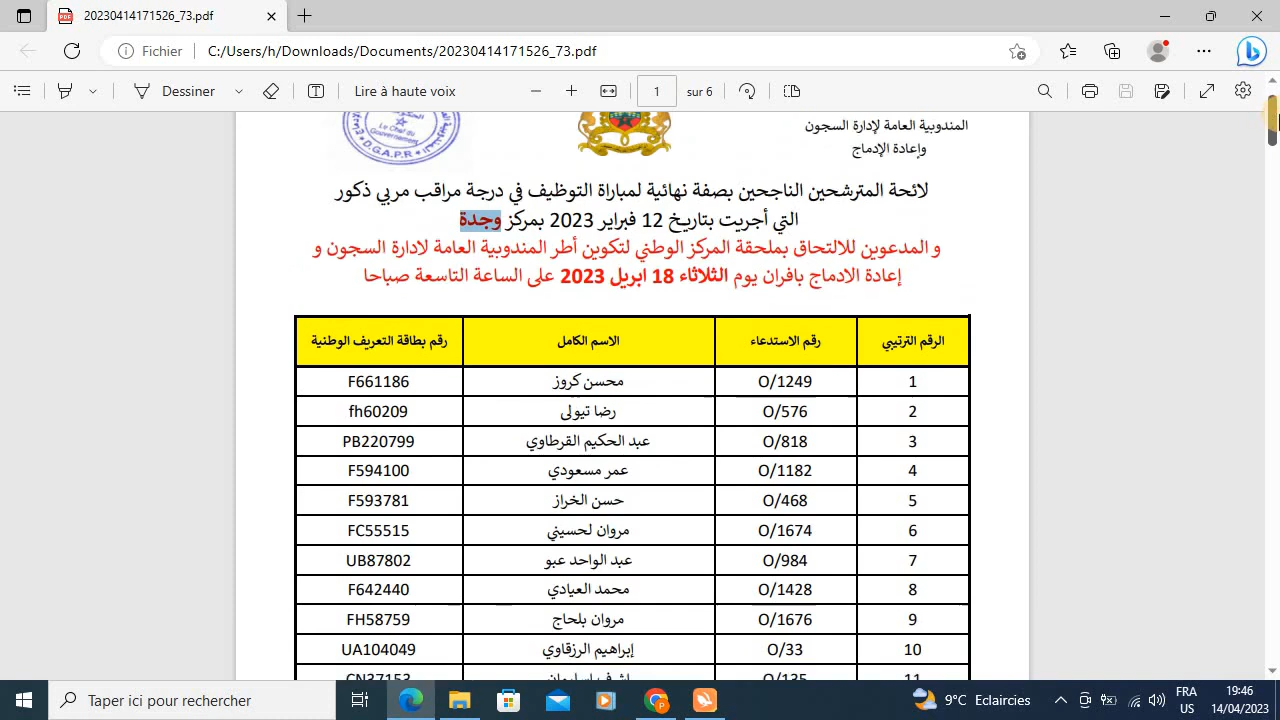 20230414171526_73.pdf
Fichier C:/Users/h/Downloads/Documents/20230414171526_73.pdf
Dessiner Lire à haute voix 1 sur 6
Le Chef du
Gouvernement
D.G.A.P.R
المندوبية العامة لإدارة السجون
وإعادة الإدماج
لائحة المترشحين الناجحين بصفة نهائية لمباراة التوظيف في درجة مراقب مربي ذكور
التي أجريت بتاريخ 12 فبراير 2023 بمركز وجدة
و المدعوين للالتحاق بملحقة المركز الوطني لتكوين أطر المندوبية العامة لادارة السجون و
إعادة الادماج بافران يوم الثلاثاء 18 ابريل 2023 على الساعة التاسعة صباحا
الرقم الترتيبي رقم الاستدعاء الاسم الكامل رقم بطاقة التعريف الوطنية
1 O/1249 محسن كروز F661186
2 O/576 رضا تيولى fh60209
3 O/818 عبد الحكيم القرطاوي PB220799
4 O/1182 عمر مسعودي F594100
5 O/468 حسن الخراز F593781
6 O/1674 مروان لحسيني FC55515
7 O/984 عبد الواحد عبو UB87802
8 O/1428 محمد العيادي F642440
9 O/1676 مروان بلحاج FH58759
10 O/33 إبراهيم الرزقاوي UA104049
11 O/135 CN37153
Taper ici pour rechercher
9°C Eclaircies
FRA
US
19:46
14/04/2023